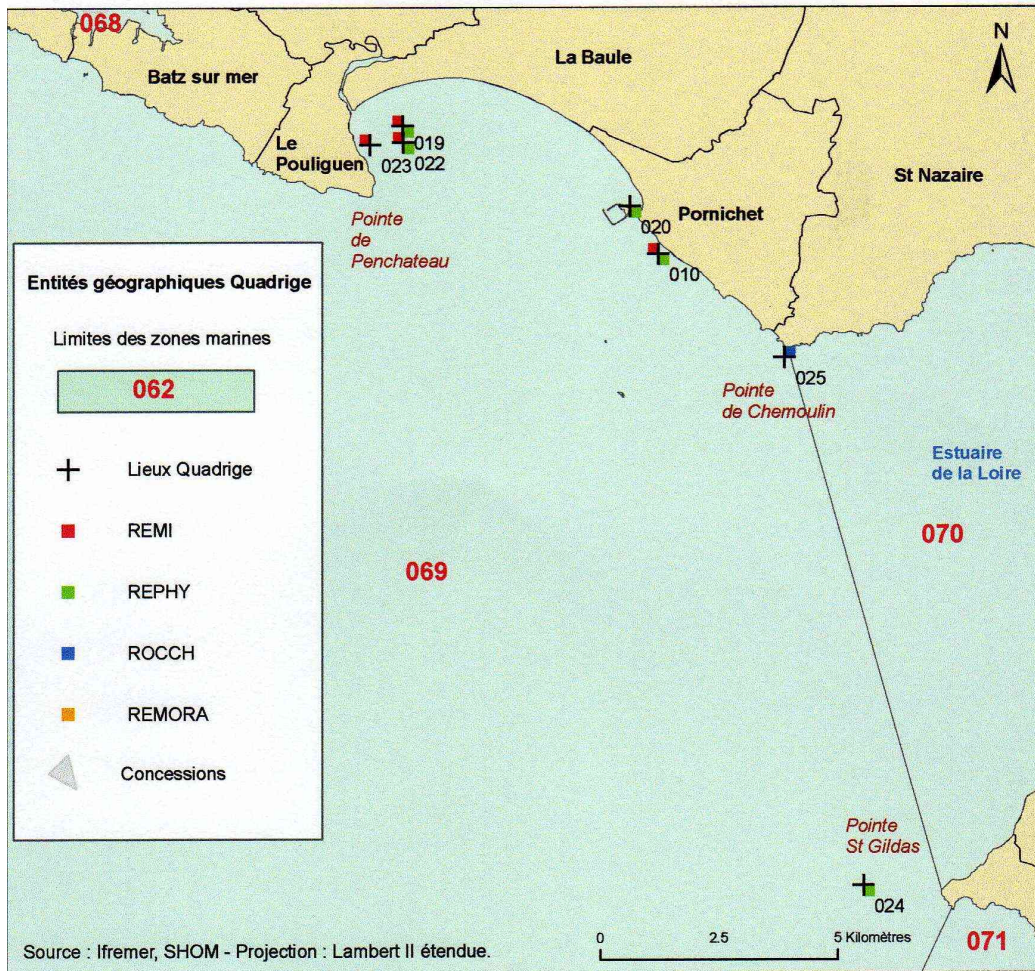 068
N
La Baule
Batz sur mer
Le
Pouliguen
019
023
022
St Nazaire
Pornichet
020
Pointe
de
Penchateau
010
025
Pointe
de Chemoulin
Estuaire
de la Loire
070
069
Entités géographiques Quadrige
Limites des zones marines
062
Lieux Quadrige
REMI
REPHY
ROCCH
REMORA
Concessions
Pointe
St Gildas
024
071
0
2.5
5 Kilomètres
Source : Ifremer, SHOM - Projection : Lambert II étendue.